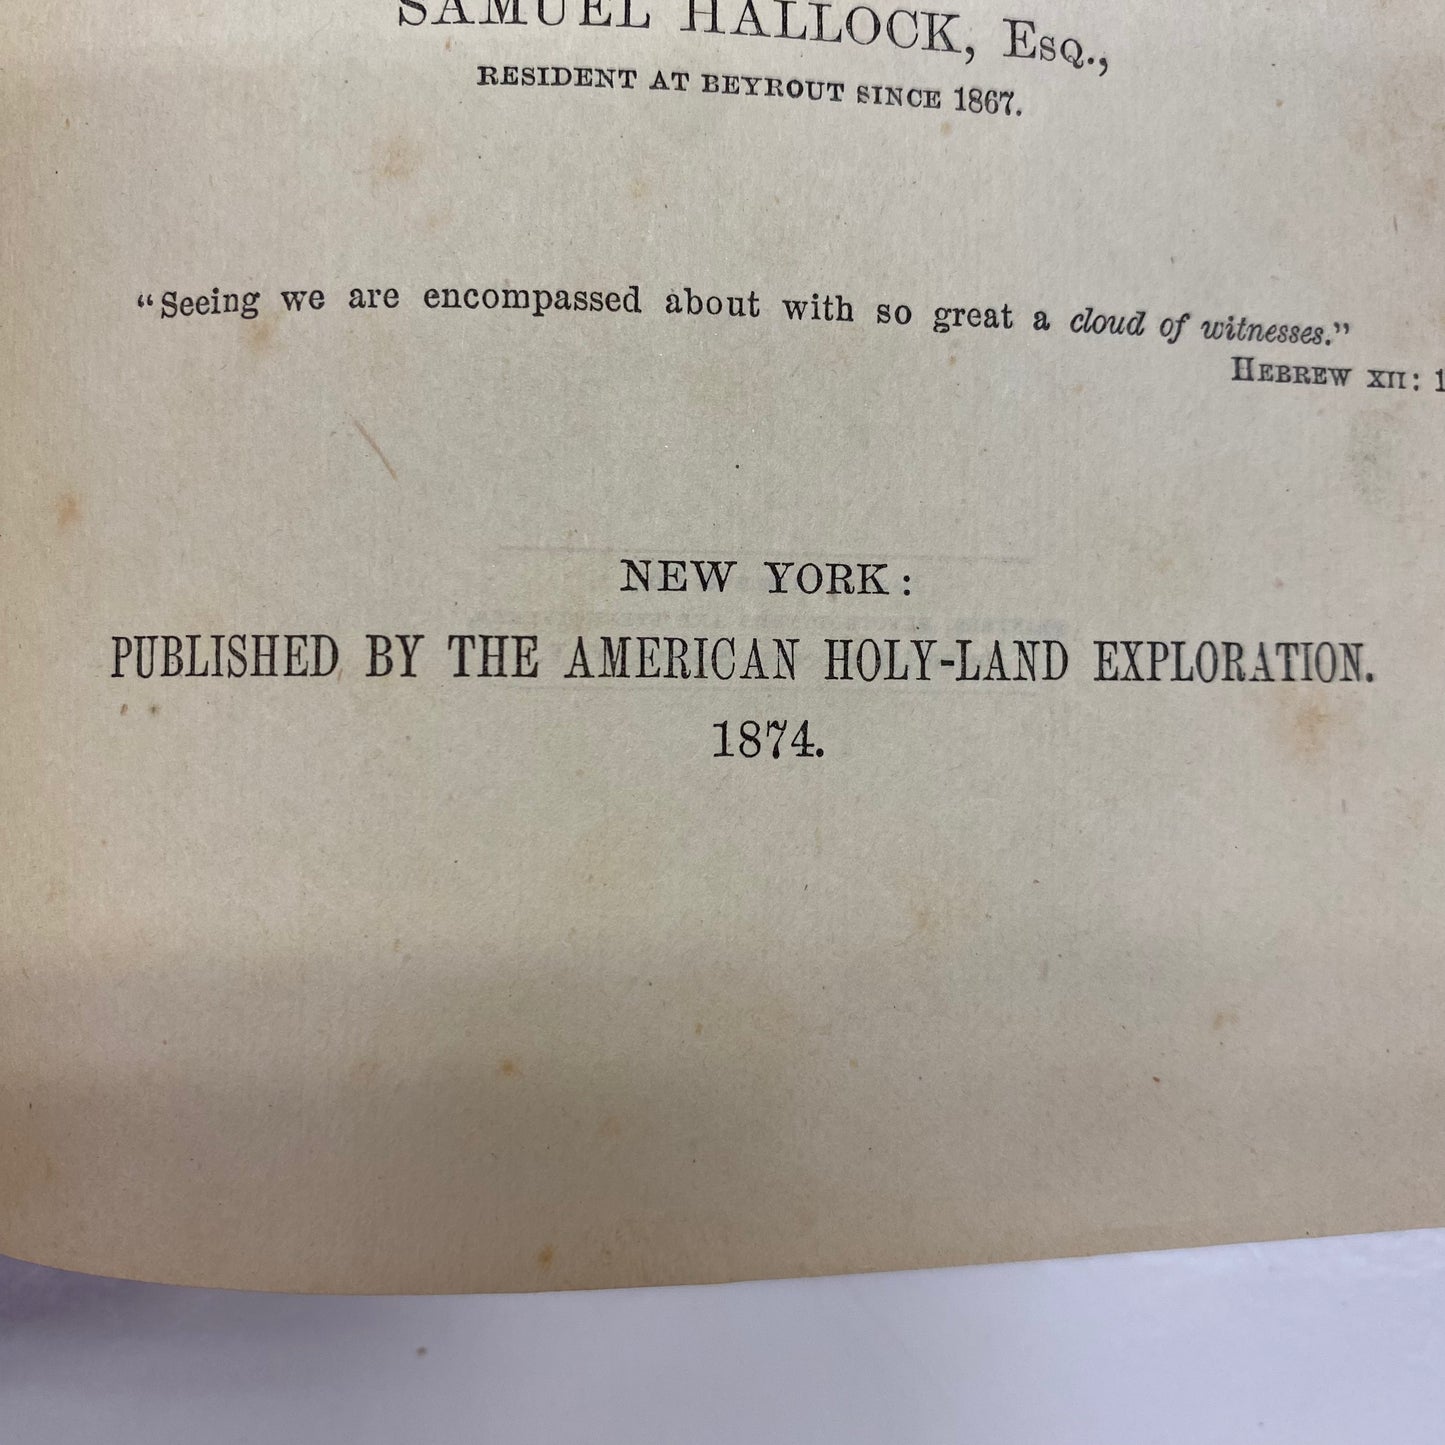 SAMUEL HALLOCK, ESQ.,
RESIDENT AT BEYROUT SINCE 1867.
"Seeing we are encompassed about with so great a cloud of witnesses."
HEBREW XII: 1
NEW YORK:
PUBLISHED BY THE AMERICAN HOLY-LAND EXPLORATION.
1874.